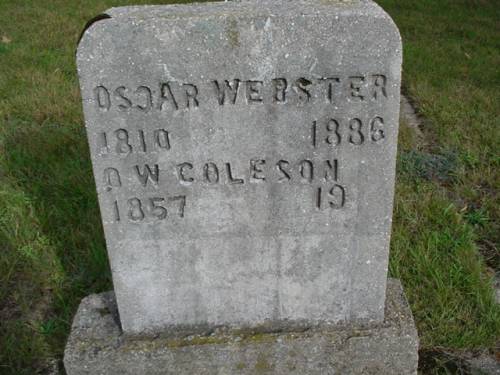 OSCAR WEBSTER
1810 1886
O W COLESON
1857 19